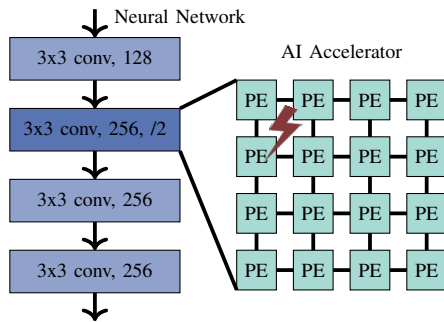 Neural Network
3x3 conv, 128
3x3 conv, 256, /2
3x3 conv, 256
3x3 conv, 256
AI Accelerator
PE PE PE PE
PE PE PE PE
PE PE PE PE
PE PE PE PE